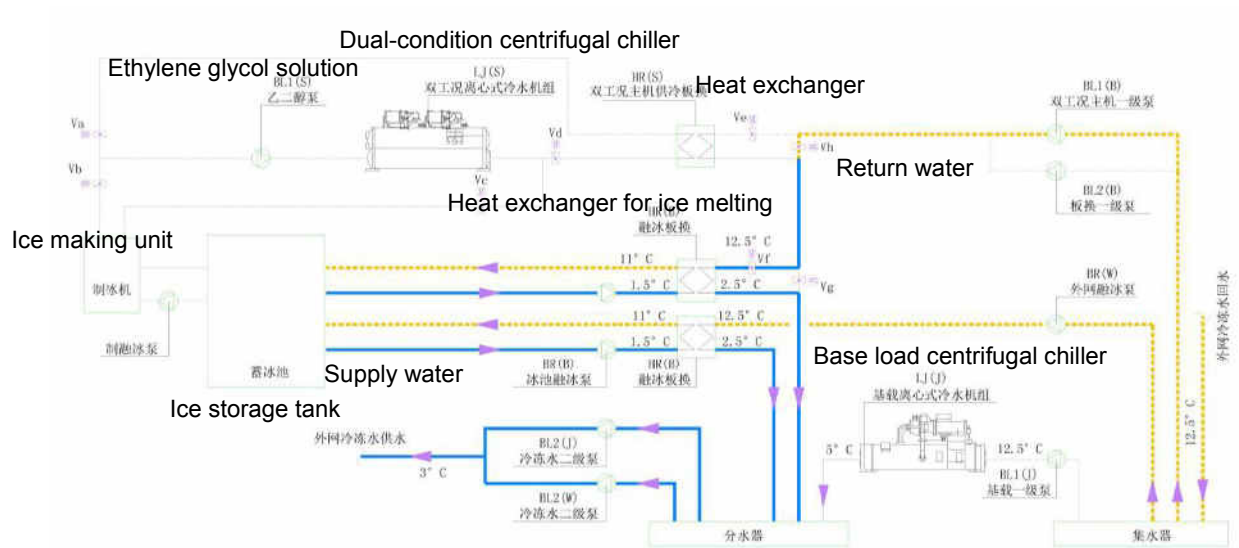 Dual-condition centrifugal chiller
Ethylene glycol solution
BL1(S)
乙二醇泵
LJ(S)
双工况离心式冷水机组
HR(S)
双工况主机供冷板换
Heat exchanger
BL1(B)
双工况主机一级泵
Va
Vd
Ve
Vh
Vb
Vc
Return water
BL2(B)
板换一级泵
Heat exchanger for ice melting
HR(B)
融冰板换
Ice making unit
12.5° C
11° C
Vf
制冰机
1.5° C
2.5° C
Vg
BR(W)
外网融冰泵
外网冷冻水回水
11° C
12.5° C
制融冰泵
1.5° C
2.5° C
Base load centrifugal chiller
蓄冰池
Supply water
BR(B)
冰池融冰泵
HR(B)
融冰板换
LJ(J)
基载离心式冷水机组
Ice storage tank
12.5° C
外网冷冻水供水
3° C
BL2(J)
冷冻水二级泵
5° C
12.5° C
BL1(J)
基载一级泵
BL2(W)
冷冻水二级泵
分水器
集水器